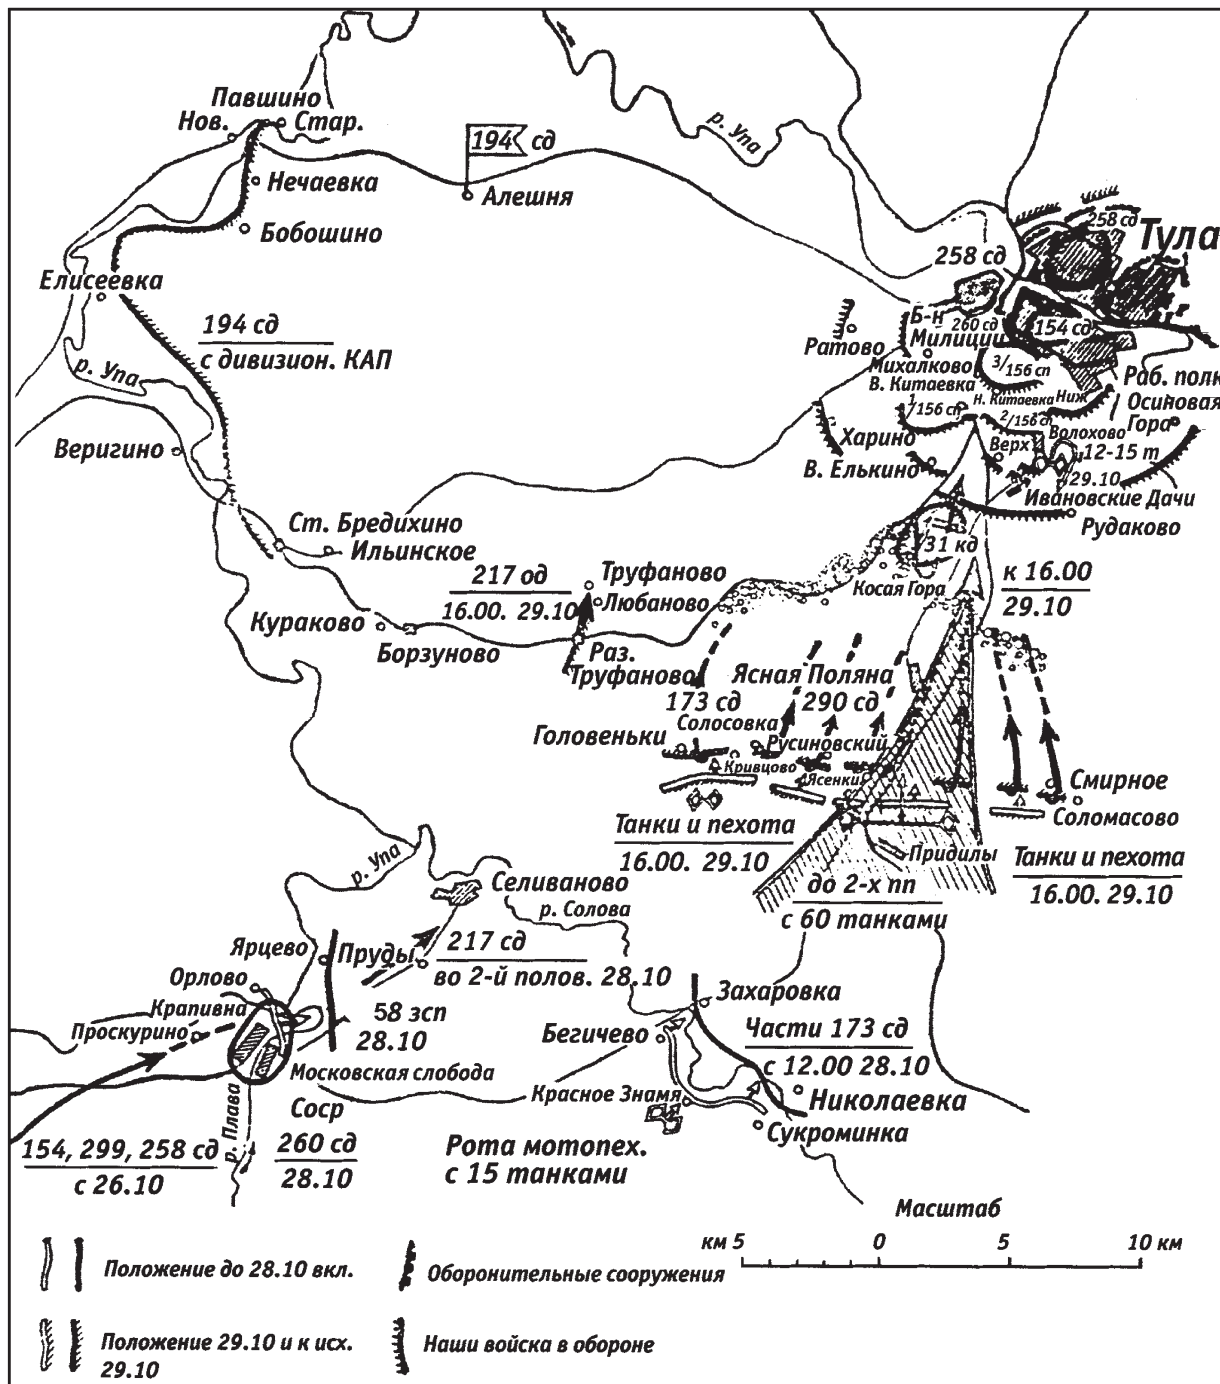 Павшино
Нов.
Стар.
р. Упа
194 сд
Нечаевка
Алешня
Бобошино
258 сд
Тула
258 сд
Елисеевка
194 сд
с дивизион. КАП
Б-н
Милиции
260 сд
154 сд
Ратово
р. Упа
Михалково
3/156 сп
Раб. полк
В. Китаевка
1/156 сп
Н. Китаевка
Ниж
Осиновая
Гора
2/156 сп
Волохово
Харино
Верх
12-15 т
Веригино
В. Елькино
29.10
Ивановские Дачи
Рудаково
Ст. Бредихино
Ильинское
31 кд
217 од
16.00. 29.10
Труфаново
Любаново
Косая Гора
к 16.00
29.10
Кураково
Борзуново
Раз.
Труфаново
Ясная Поляна
173 сд
290 сд
Солосовка
Головеньки
Русиновский
Кривцово
Ясенки
Смирное
Соломасово
Танки и пехота
16.00. 29.10
Придилы
Танки и пехота
16.00. 29.10
р. Упа
Селиваново
до 2-х пп
с 60 танками
р. Солова
Ярцево
Пруды
217 сд
во 2-й полов. 28.10
Орлово
Крапивна
Проскурино
58 зсп
28.10
Захаровка
Бегичево
Части 173 сд
с 12.00 28.10
Московская слобода
Красное Знамя
Николаевка
р. Плава
Соср
Сукроминка
154, 299, 258 сд
с 26.10
260 сд
28.10
Рота мотопех.
с 15 танками
Масштаб
км 5 0 5 10 км
Положение до 28.10 вкл.
Оборонительные сооружения
Положение 29.10 и к исх.
29.10
Наши войска в обороне